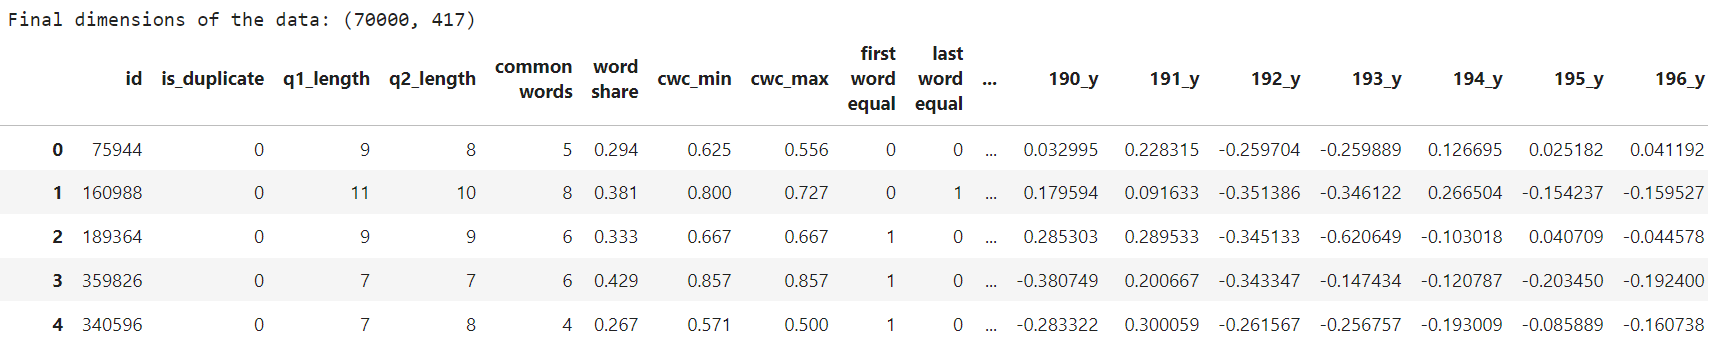 Final dimensions of the data: (70000, 417)
id is_duplicate q1_length q2_length common words word share cwc_min cwc_max first word equal last word equal ... 190_y 191_y 192_y 193_y 194_y 195_y 196_y
0 75944 0 9 8 5 0.294 0.625 0.556 0 0 ... 0.032995 0.228315 -0.259704 -0.259889 0.126695 0.025182 0.041192
1 160988 0 11 10 8 0.381 0.800 0.727 0 1 ... 0.179594 0.091633 -0.351386 -0.346122 0.266504 -0.154237 -0.159527
2 189364 0 9 9 6 0.333 0.667 0.667 1 0 ... 0.285303 0.289533 -0.345133 -0.620649 -0.103018 0.040709 -0.044578
3 359826 0 7 7 6 0.429 0.857 0.857 1 0 ... -0.380749 0.200667 -0.343347 -0.147434 -0.120787 -0.203450 -0.192400
4 340596 0 7 8 4 0.267 0.571 0.500 1 0 ... -0.283322 0.300059 -0.261567 -0.256757 -0.193009 -0.085889 -0.160738